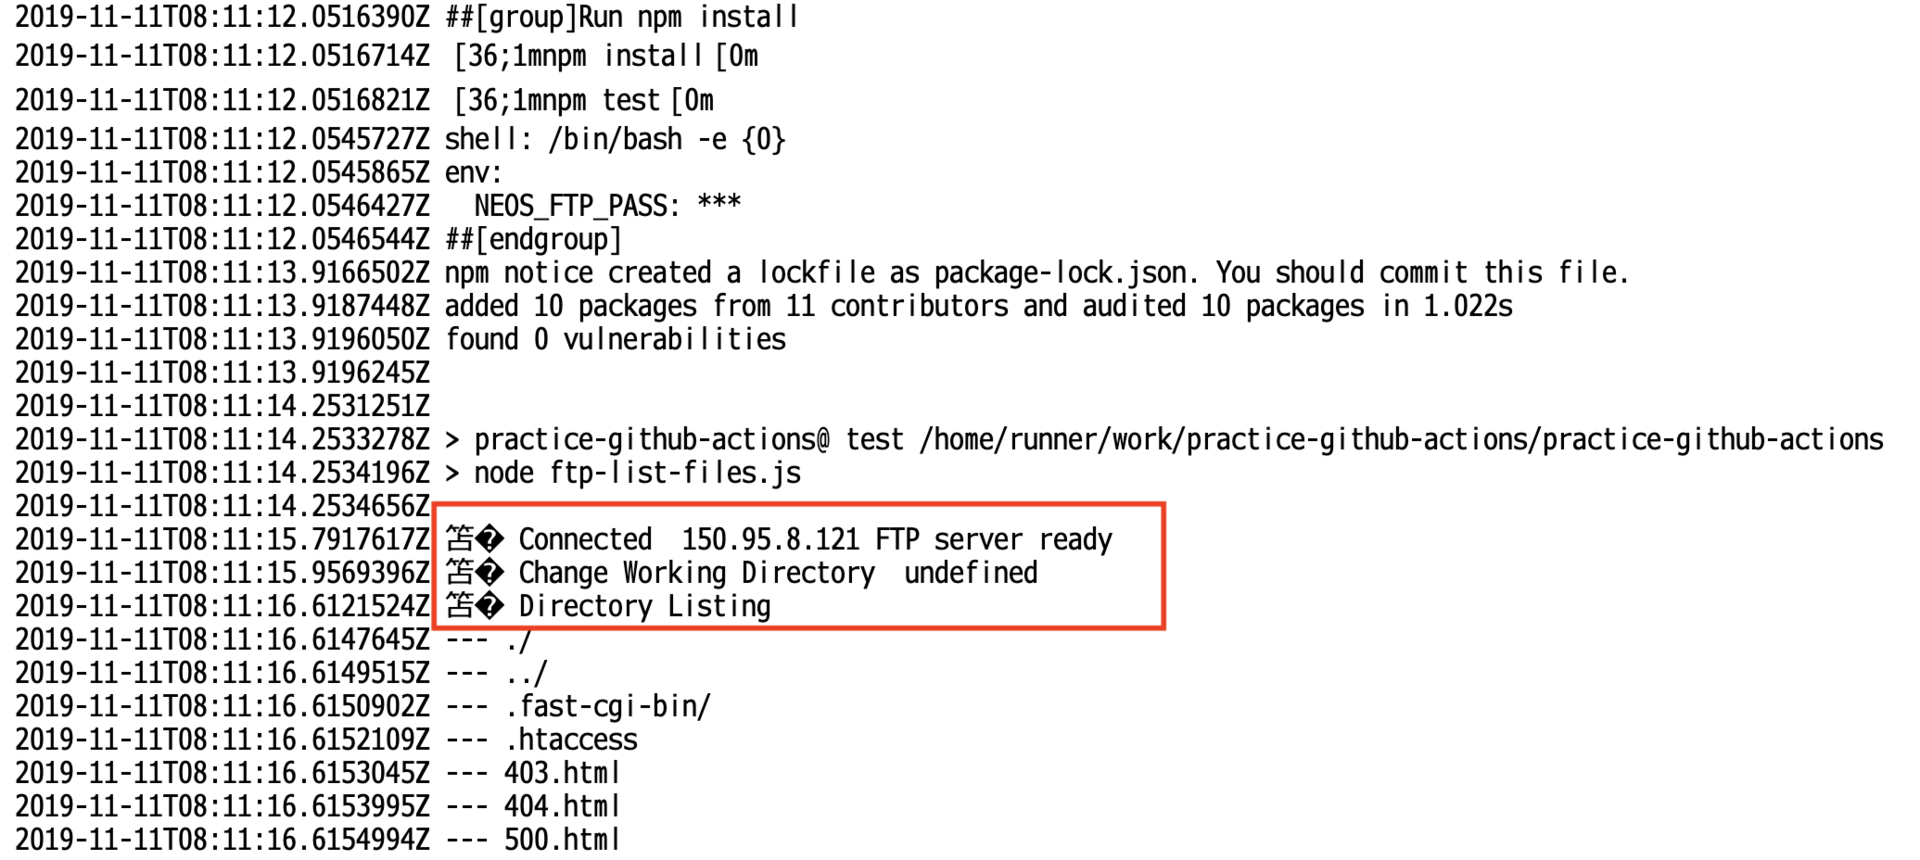 2019-11-11T08:11:12.0516390Z ##[group]Run npm install
2019-11-11T08:11:12.0516714Z [36;1mnpm install[0m
2019-11-11T08:11:12.0516821Z [36;1mnpm test[0m
2019-11-11T08:11:12.0545727Z shell: /bin/bash -e {0}
2019-11-11T08:11:12.0545865Z env:
2019-11-11T08:11:12.0546427Z   NEOS_FTP_PASS: ***
2019-11-11T08:11:12.0546544Z ##[endgroup]
2019-11-11T08:11:13.9166502Z npm notice created a lockfile as package-lock.json. You should commit this file.
2019-11-11T08:11:13.9187448Z added 10 packages from 11 contributors and audited 10 packages in 1.022s
2019-11-11T08:11:13.9196050Z found 0 vulnerabilities
2019-11-11T08:11:13.9196245Z
2019-11-11T08:11:14.2531251Z
2019-11-11T08:11:14.2533278Z > practice-github-actions@ test /home/runner/work/practice-github-actions/practice-github-actions
2019-11-11T08:11:14.2534196Z > node ftp-list-files.js
2019-11-11T08:11:14.2534656Z
2019-11-11T08:11:15.7917617Z 笘� Connected  150.95.8.121 FTP server ready
2019-11-11T08:11:15.9569396Z 笘� Change Working Directory  undefined
2019-11-11T08:11:16.6121524Z 笘� Directory Listing
2019-11-11T08:11:16.6147645Z --- ./
2019-11-11T08:11:16.6149515Z --- ../
2019-11-11T08:11:16.6150902Z --- .fast-cgi-bin/
2019-11-11T08:11:16.6152109Z --- .htaccess
2019-11-11T08:11:16.6153045Z --- 403.html
2019-11-11T08:11:16.6153995Z --- 404.html
2019-11-11T08:11:16.6154994Z --- 500.html